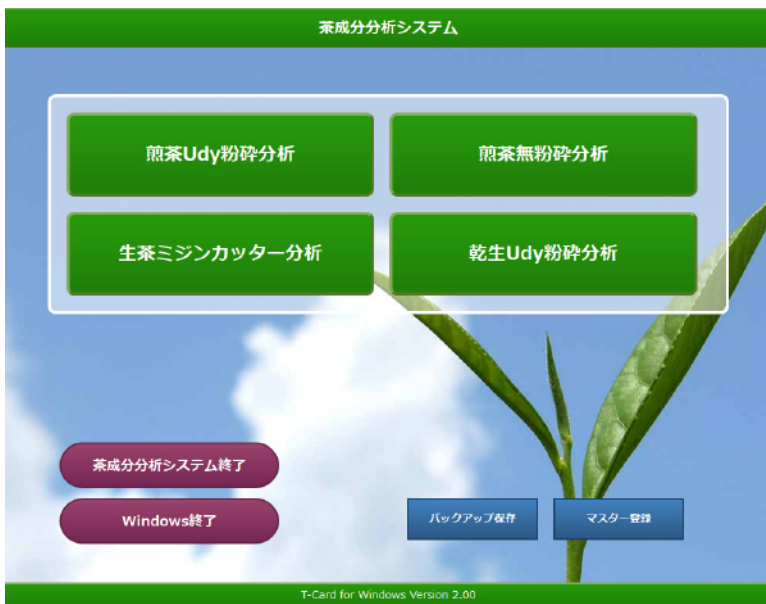 茶成分分析システム
煎茶Udy粉砕分析
煎茶無粉砕分析
生茶ミジンカッター分析
乾生Udy粉砕分析
茶成分分析システム終了
Windows終了
バックアップ保存
マスター登録
T-Card for Windows Version 2.00